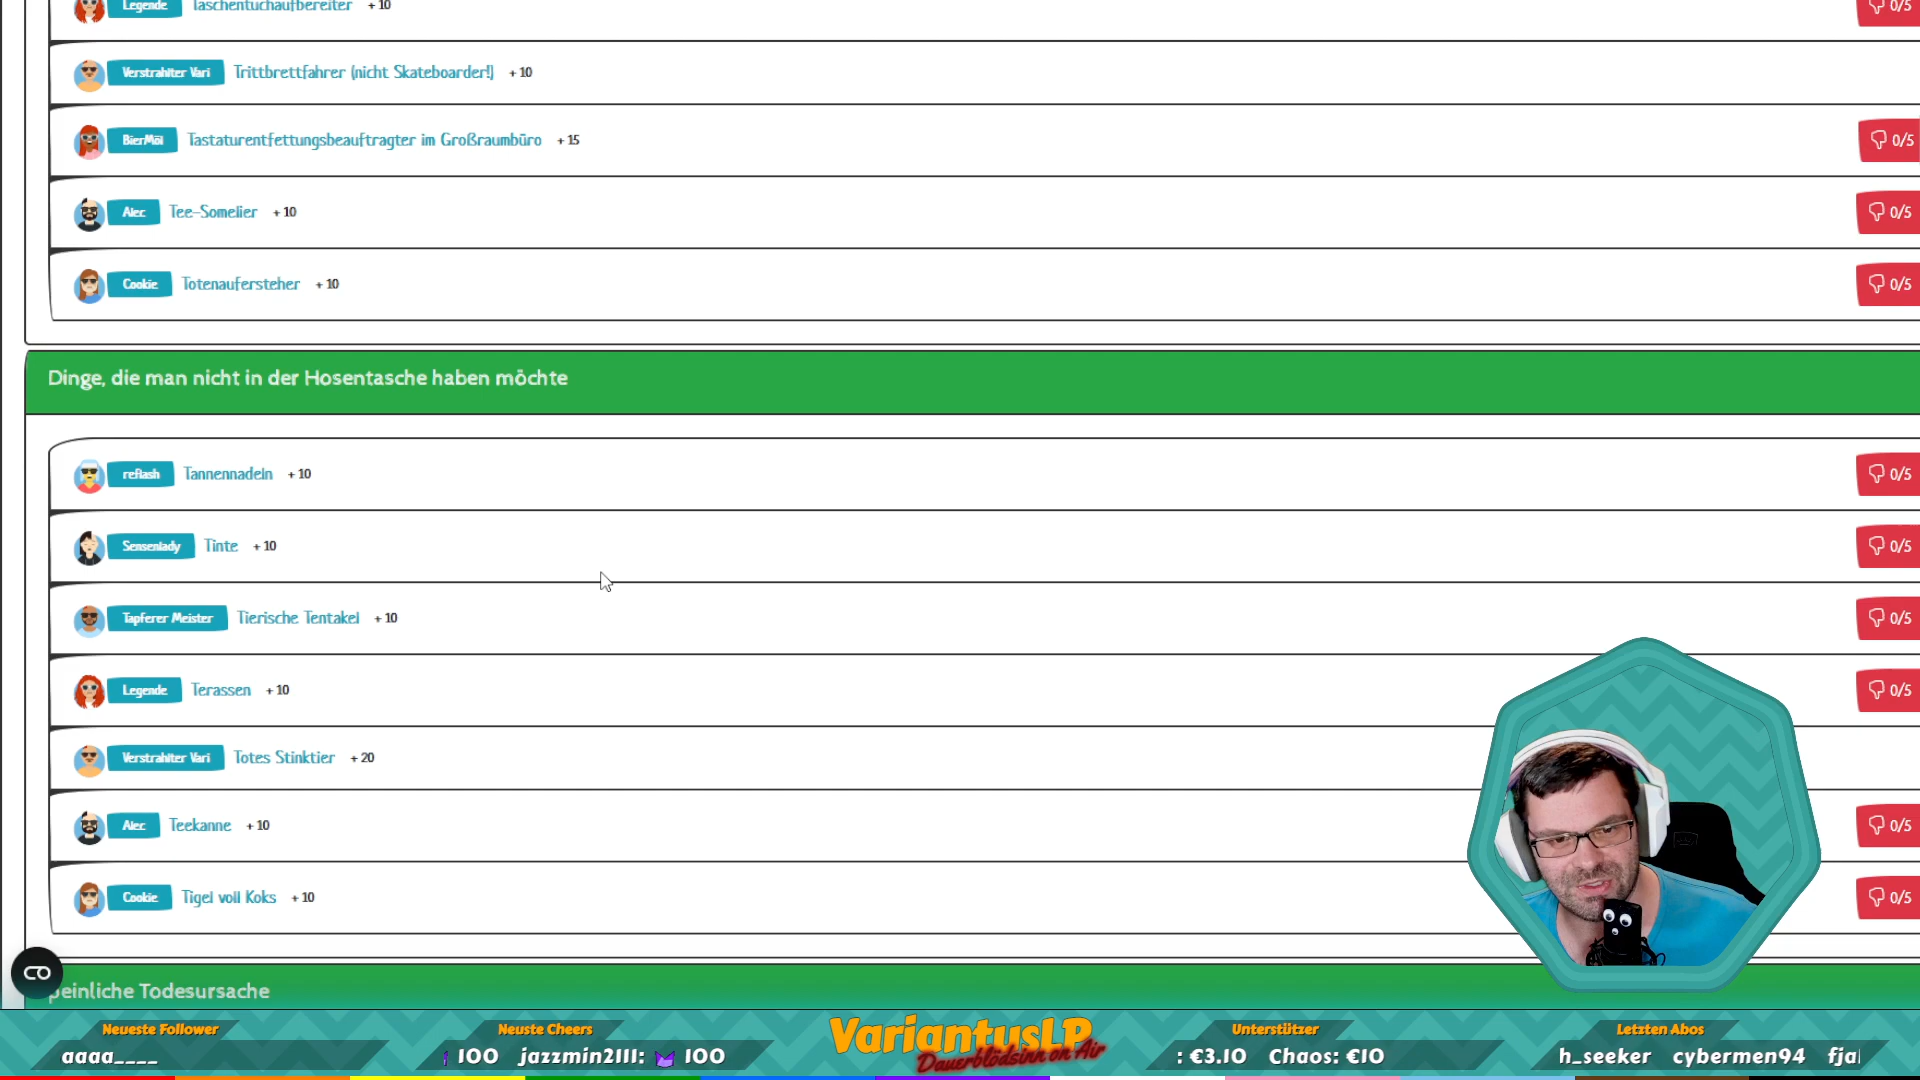 Legende Taschentuchaufbereiter + 10 0/5
Verstrahlter Vari Trittbrettfahrer (nicht Skateboarder!) + 10
BierMöl Tastaturentfettungsbeauftragter im Großraumbüro + 15 0/5
Alec Tee-Somelier + 10 0/5
Cookie Totenaufersteher + 10 0/5
Dinge, die man nicht in der Hosentasche haben möchte
reflash Tannennadeln + 10 0/5
Sensenlady Tinte + 10 0/5
Tapferer Meister Tierische Tentakel + 10 0/5
Legende Terassen + 10 0/5
Verstrahlter Vari Totes Stinktier + 20
Alec Teekanne + 10 0/5
Cookie Tigel voll Koks + 10 0/5
peinliche Todesursache
Neueste Follower
aaaa____
Neuste Cheers
100 jazzmin2111: 100
VariantusLP
Dauerblödsinn on Air
Unterstützer
: €3.10 Chaos: €10
Letzten Abos
h_seeker cybermen94